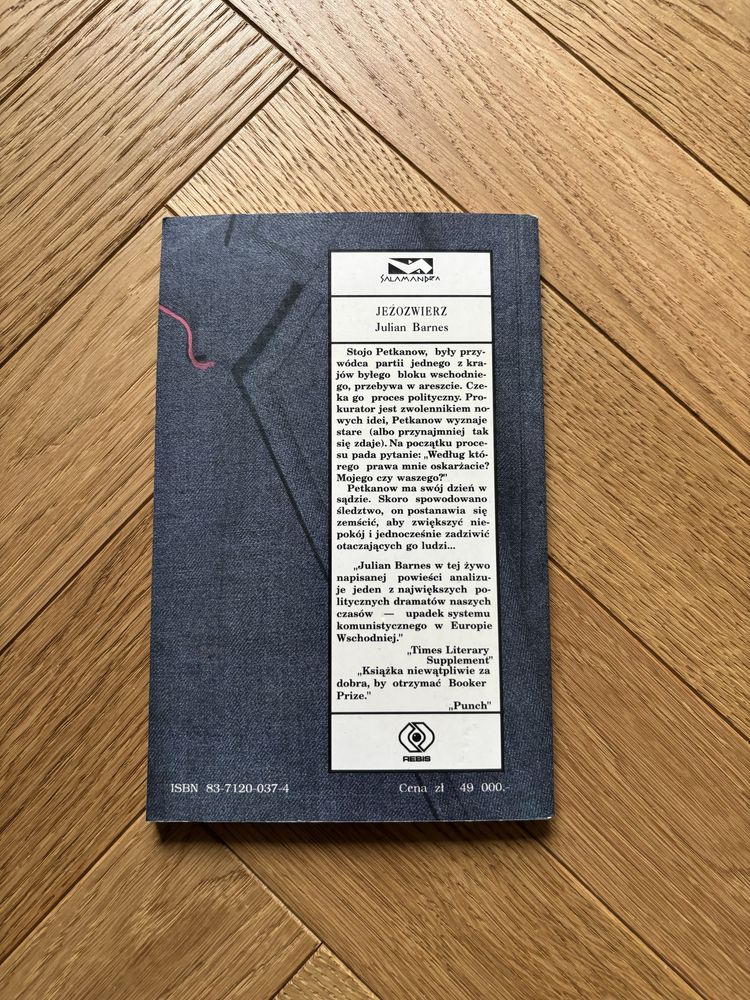 SALAMANDRA
JEŻOZWIERZ
Julian Barnes
Stojo Petkanow, były przy-
wódca partii jednego z kra-
jów byłego bloku wschodnie-
go, przebywa w areszcie. Cze-
ka go proces polityczny. Pro-
kurator jest zwolennikiem no-
wych idei, Petkanow wyznaje
stare (albo przynajmniej tak
się zdaje). Na początku proce-
su pada pytanie: „Według któ-
rego prawa mnie oskarżacie?
Mojego czy waszego?"
Petkanow ma swój dzień w
sądzie. Skoro spowodowano
śledztwo, on postanawia się
zemścić, aby zwiększyć nie-
pokój i jednocześnie zadziwić
otaczających go ludzi...
„Julian Barnes w tej żywo
napisanej powieści analizu-
je jeden z największych po-
litycznych dramatów naszych
czasów — upadek systemu
komunistycznego w Europie
Wschodniej."
„Times Literary
Supplement"
„Książka niewątpliwie za
dobra, by otrzymać Booker
Prize."
„Punch"
REBIS
ISBN 83-7120-037-4 Cena zł 49 000.-